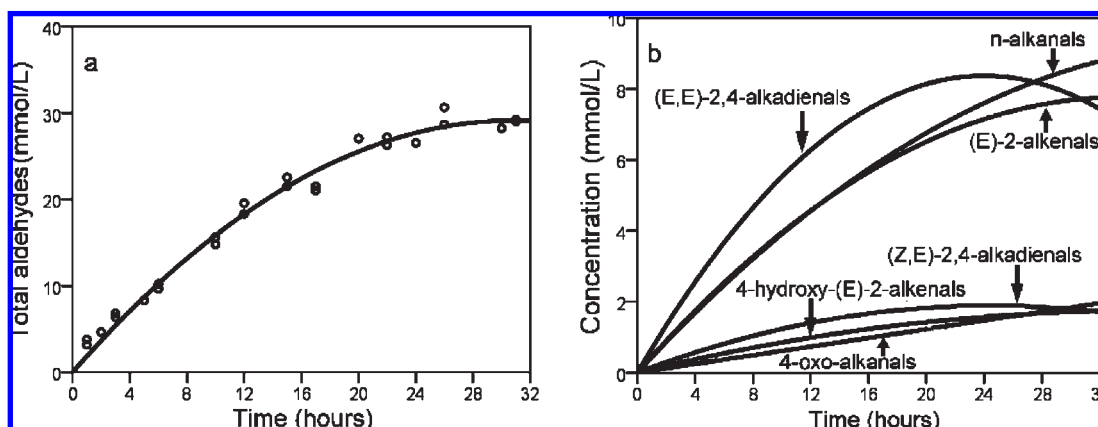 a
Total aldehydes(mmol/L)
40
30
20
10
0
0 4 8 12 16 20 24 28 32
Time (hours)
b
Concentration (mmol/L)
10
8
6
4
2
0
n-alkanals
(E,E)-2,4-alkadienals
(E)-2-alkenals
(Z,E)-2,4-alkadienals
4-hydroxy-(E)-2-alkenals
4-oxo-alkanals
0 4 8 12 16 20 24 28
Time (hours)